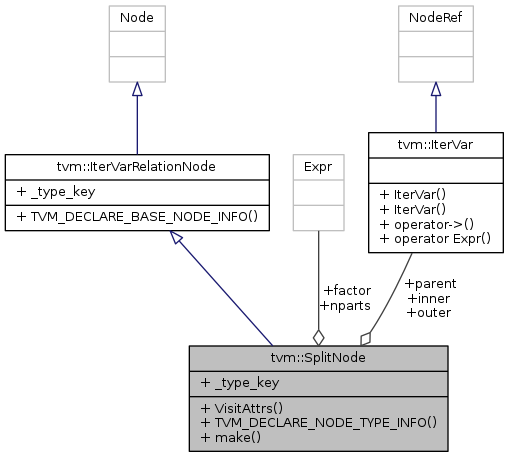 Node
NodeRef
tvm::IterVarRelationNode
+ _type_key
+ TVM_DECLARE_BASE_NODE_INFO()
Expr
tvm::IterVar
+ IterVar()
+ IterVar()
+ operator->()
+ operator Expr()
+factor
+nparts
+parent
+inner
+outer
tvm::SplitNode
+ _type_key
+ VisitAttrs()
+ TVM_DECLARE_NODE_TYPE_INFO()
+ make()